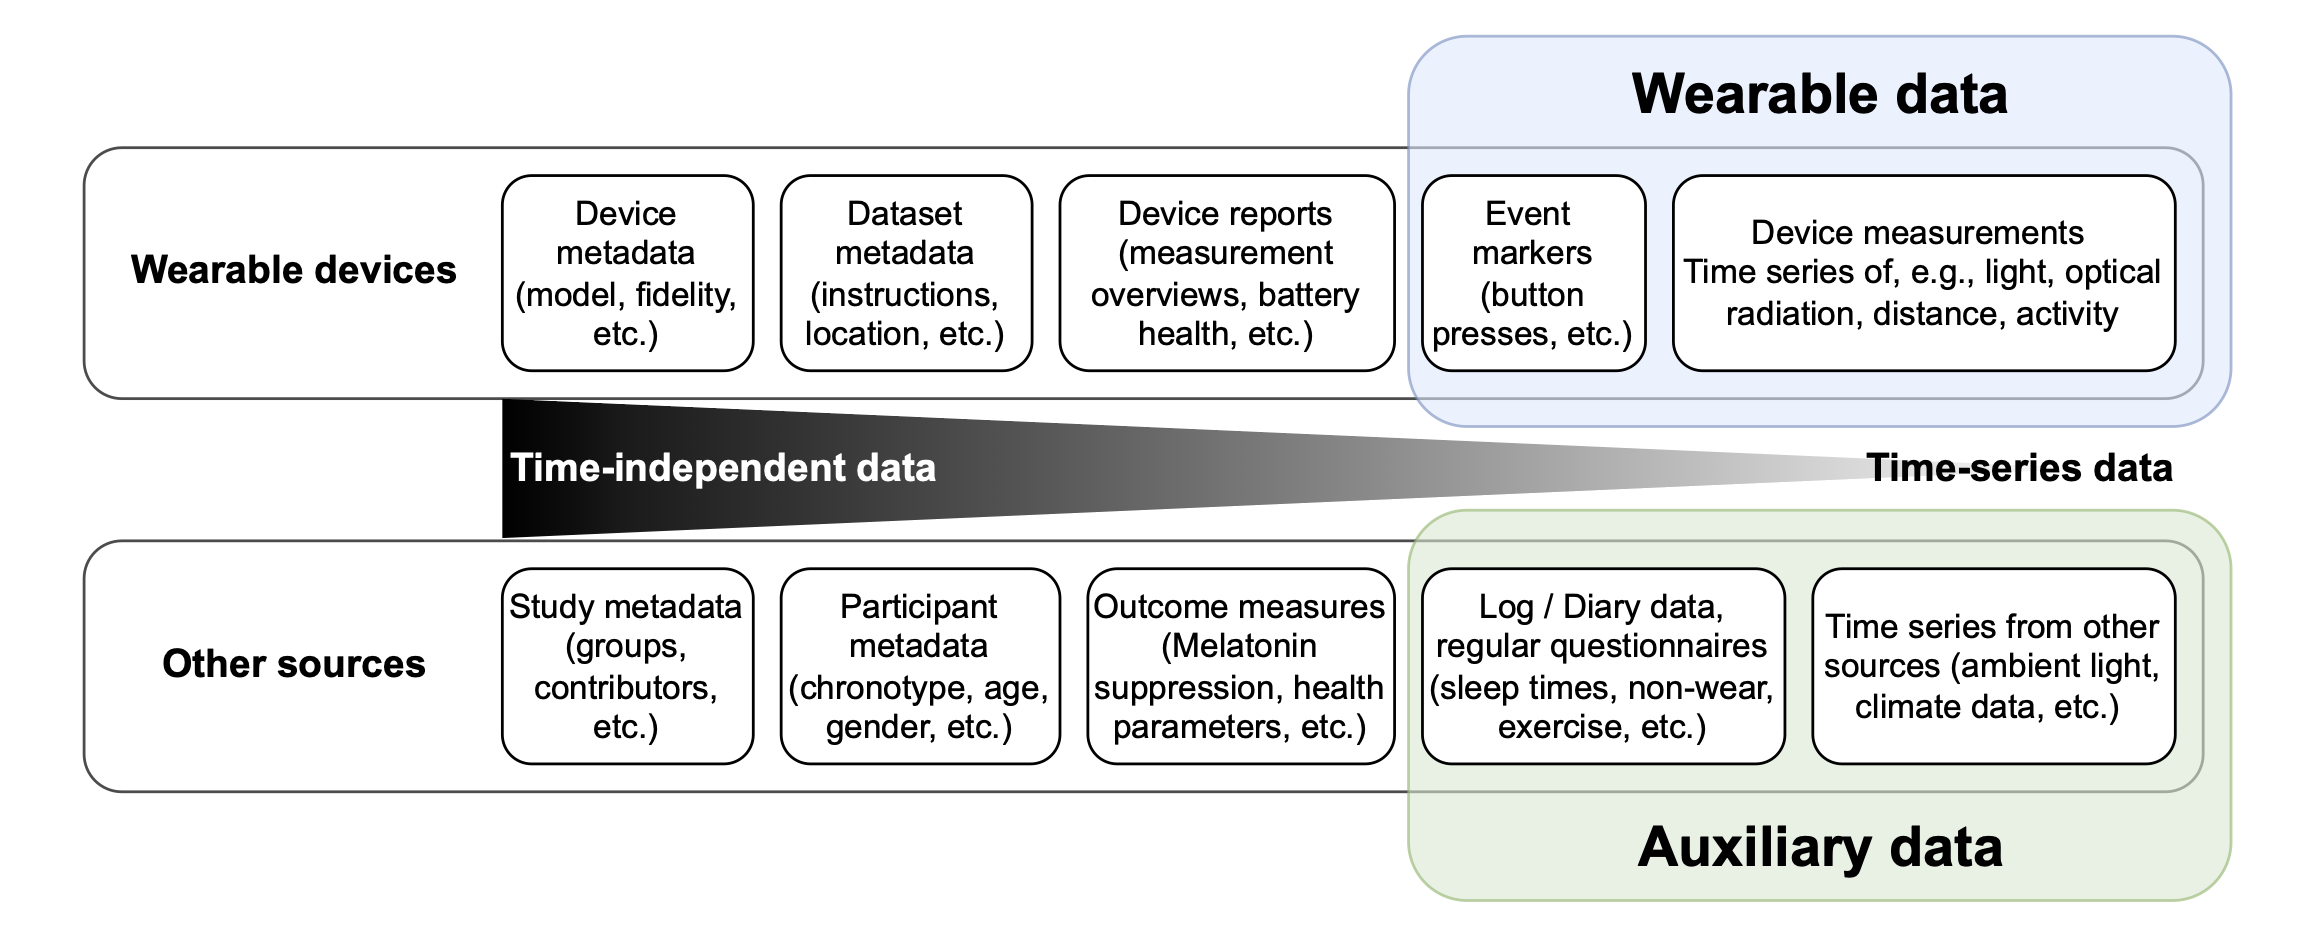 Wearable data
Wearable devices
Device
metadata
(model, fidelity,
etc.)
Dataset
metadata
(instructions,
location, etc.)
Device reports
(measurement
overviews, battery
health, etc.)
Event
markers
(button
presses, etc.)
Device measurements
Time series of, e.g., light, optical
radiation, distance, activity
Time-independent data
Time-series data
Other sources
Study metadata
(groups,
contributors,
etc.)
Participant
metadata
(chronotype, age,
gender, etc.)
Outcome measures
(Melatonin
suppression, health
parameters, etc.)
Log / Diary data,
regular questionnaires
(sleep times, non-wear,
exercise, etc.)
Time series from other
sources (ambient light,
climate data, etc.)
Auxiliary data